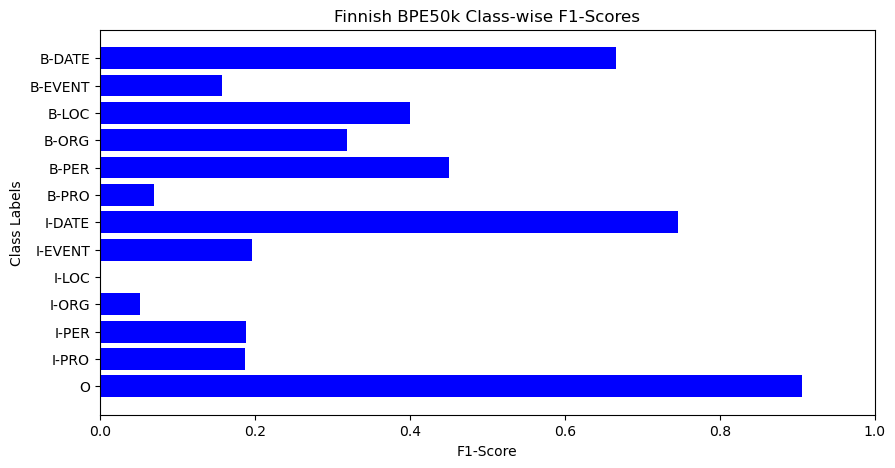 Finnish BPE50k Class-wise F1-Scores
Class Labels
B-DATE
B-EVENT
B-LOC
B-ORG
B-PER
B-PRO
I-DATE
I-EVENT
I-LOC
I-ORG
I-PER
I-PRO
O
0.0 0.2 0.4 0.6 0.8 1.0
F1-Score